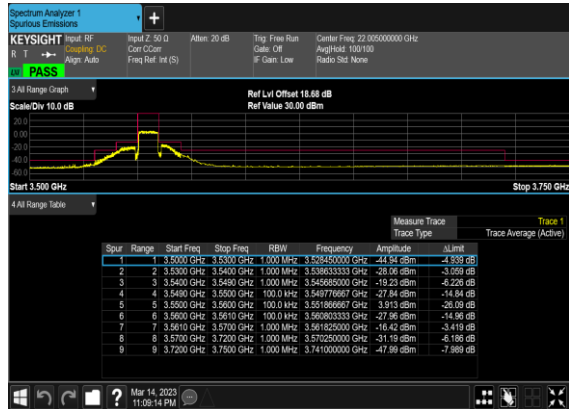 Spectrum Analyzer 1
Spurious Emissions
+
KEYSIGHT Input: RF Input Z: 50 Ω Atten: 20 dB Trig: Free Run Center Freq: 22.005000000 GHz
R T Coupling: DC Corr CCorr Gate: Off Avg|Hold: 100/100
Align: Auto Freq Ref: Int (S) IF Gain: Low Radio Std: None
LW PASS
3 All Range Graph Ref Lvl Offset 18.68 dB
Scale/Div 10.0 dB Ref Value 30.00 dBm
20.0
0.00
-20.0
-40.0
-60.0
Start 3.500 GHz Stop 3.750 GHz
4 All Range Table
Measure Trace Trace 1
Trace Type Trace Average (Active)
Spur Range Start Freq Stop Freq RBW Frequency Amplitude ΔLimit
1 1 3.5000 GHz 3.5300 GHz 1.000 MHz 3.528450000 GHz -44.94 dBm -4.939 dB
2 2 3.5300 GHz 3.5400 GHz 1.000 MHz 3.538633333 GHz -28.06 dBm -3.059 dB
3 3 3.5400 GHz 3.5490 GHz 1.000 MHz 3.545685000 GHz -19.23 dBm -6.226 dB
4 4 3.5490 GHz 3.5500 GHz 100.0 kHz 3.549776667 GHz -27.84 dBm -14.84 dB
5 5 3.5500 GHz 3.5600 GHz 100.0 kHz 3.551866667 GHz 3.913 dBm -26.09 dB
6 6 3.5600 GHz 3.5610 GHz 100.0 kHz 3.560803333 GHz -27.96 dBm -14.96 dB
7 7 3.5610 GHz 3.5700 GHz 1.000 MHz 3.561825000 GHz -16.42 dBm -3.419 dB
8 8 3.5700 GHz 3.7200 GHz 1.000 MHz 3.570250000 GHz -31.19 dBm -6.186 dB
9 9 3.7200 GHz 3.7500 GHz 1.000 MHz 3.741000000 GHz -47.99 dBm -7.989 dB
? Mar 14, 2023
11:09:14 PM